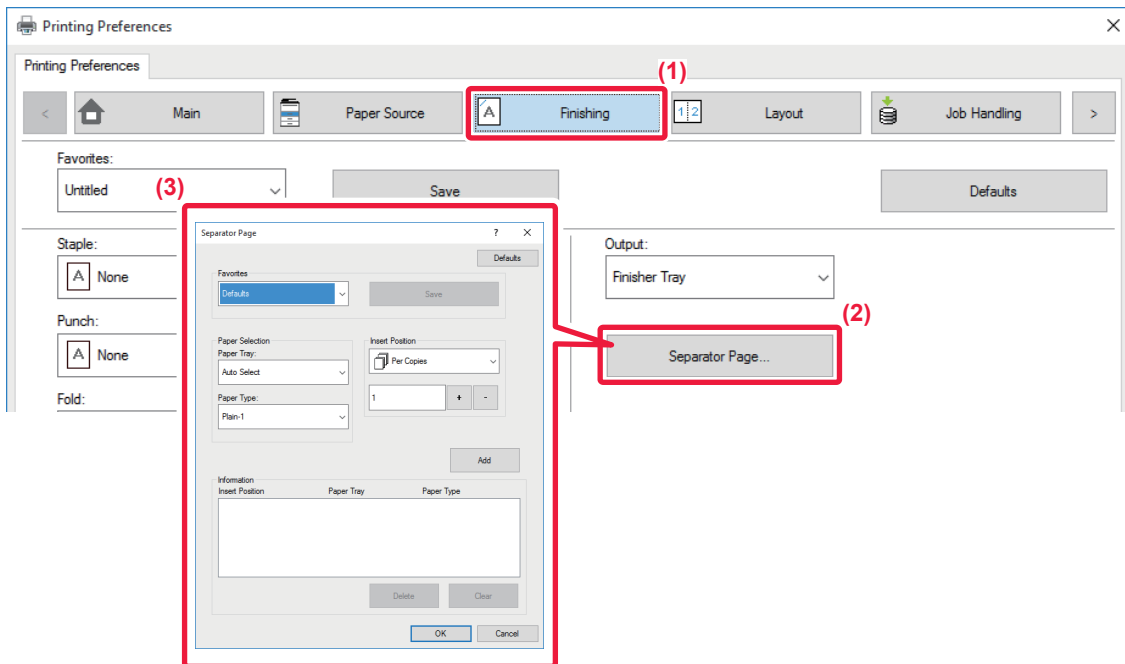 Printing Preferences
Printing Preferences
(1)
< Main Paper Source A Finishing 1 2 Layout Job Handling >
Favorites:
Untitled Save Defaults
(3)
Staple:
A None
Punch:
A None
Fold:
Separator Page ?
Defaults
Favorites
Defaults Save
Paper Selection
Paper Tray:
Auto Select
Paper Type:
Plain-1
Insert Position
Per Copies
1 + -
Add
Information
Insert Position Paper Tray Paper Type
Delete Clear
OK Cancel
Output:
Finisher Tray
(2)
Separator Page...